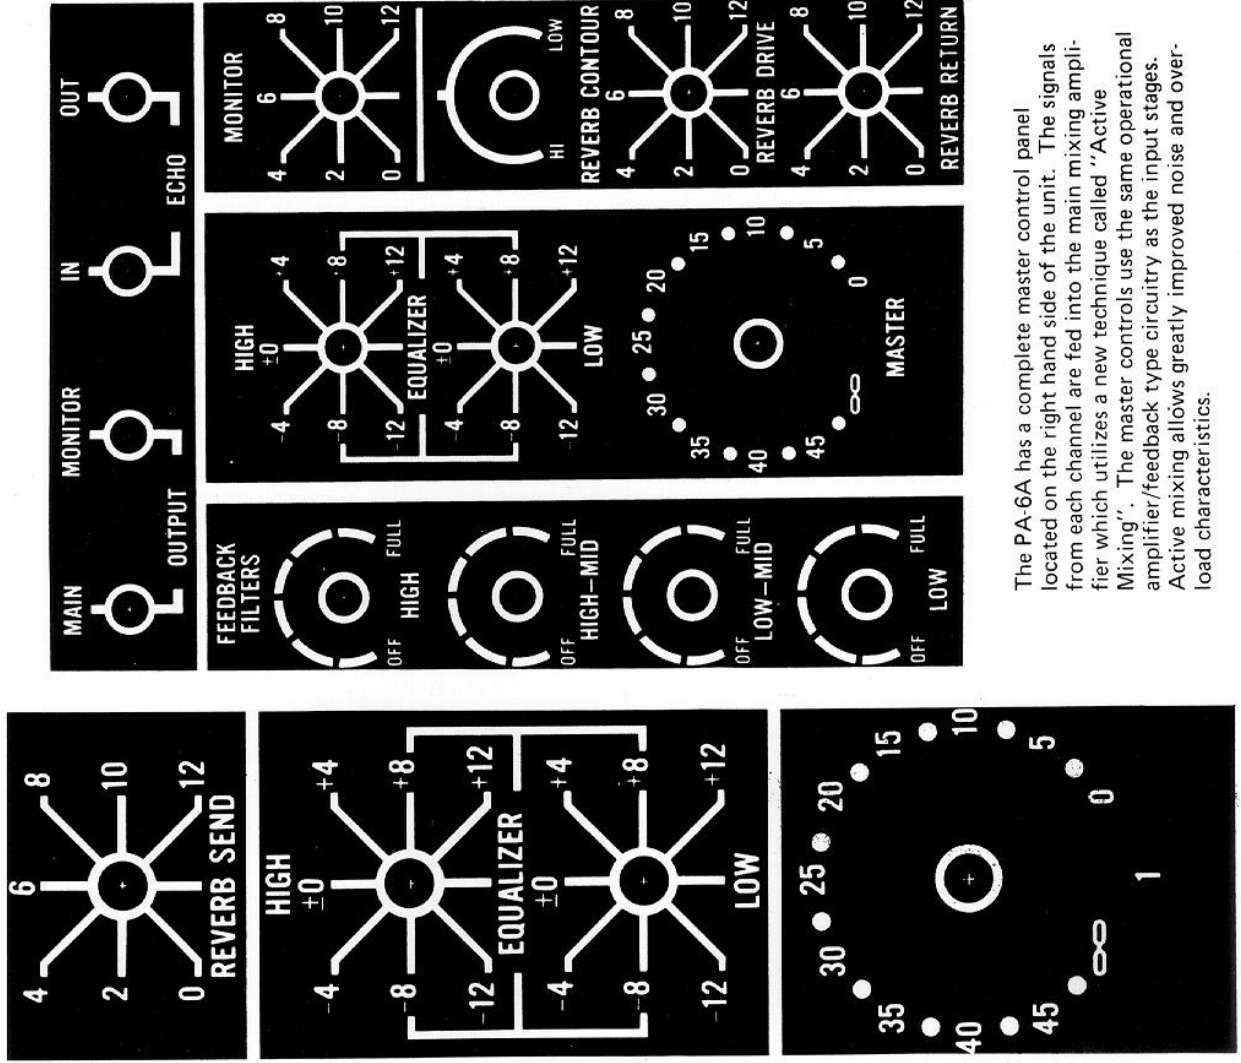 6
4 8
2 10
0 12
REVERB SEND
HIGH
±0
-4 +4
-8 +8
-12 +12
EQUALIZER
±0
-4 +4
-8 +8
-12 +12
LOW
30 25 20
35 15
40 10
45 5
∞ 0
1
MAIN MONITOR IN OUT
OUTPUT ECHO
FEEDBACK
FILTERS
OFF FULL
HIGH
OFF FULL
HIGH-MID
OFF FULL
LOW-MID
OFF FULL
LOW
HIGH
±0
-4 +4
-8 +8
-12 +12
EQUALIZER
±0
-4 +4
-8 +8
-12 +12
LOW
30 25 20
35 15
40 10
45 5
∞ 0
MASTER
MONITOR
6
4 8
2 10
0 12
HI LOW
REVERB CONTOUR
6
4 8
2 10
0 12
REVERB DRIVE
6
4 8
2 10
0 12
REVERB RETURN
The PA-6A has a complete master control panel
located on the right hand side of the unit. The signals
from each channel are fed into the main mixing ampli-
fier which utilizes a new technique called "Active
Mixing". The master controls use the same operational
amplifier/feedback type circuitry as the input stages.
Active mixing allows greatly improved noise and over-
load characteristics.